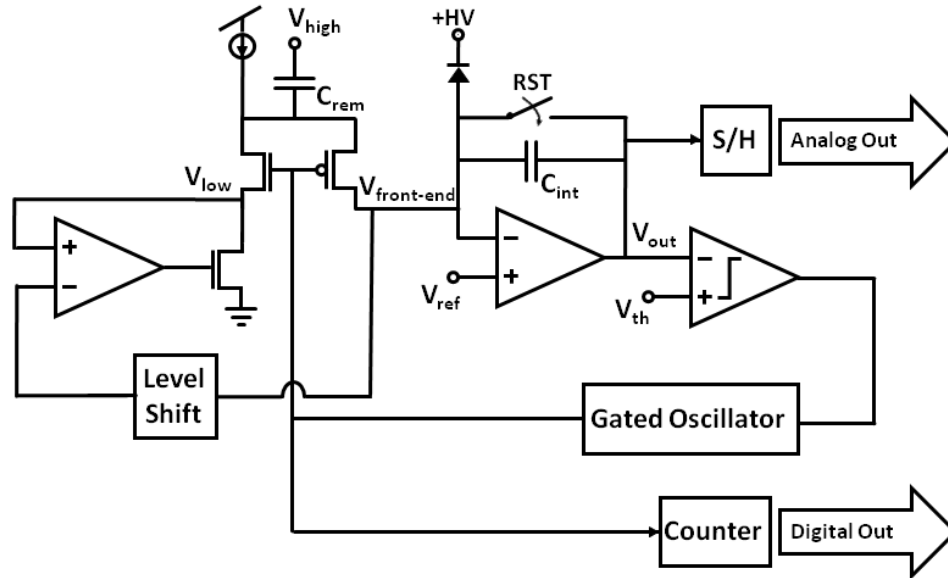 +HV
V_high
RST
C_rem
S/H
Analog Out
V_low
V_front-end
C_int
V_out
+
−
−
+
−
+
V_ref
V_th
Level
Shift
Gated Oscillator
Counter
Digital Out